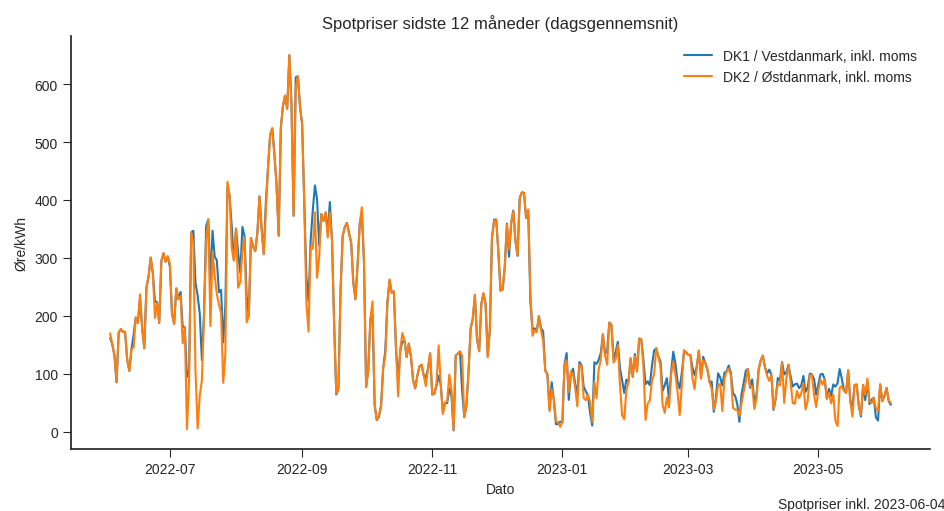 Spotpriser sidste 12 måneder (dagsgennemsnit)
DK1 / Vestdanmark, inkl. moms
DK2 / Østdanmark, inkl. moms
Øre/kWh
600
500
400
300
200
100
0
2022-07
2022-09
2022-11
2023-01
2023-03
2023-05
Dato
Spotpriser inkl. 2023-06-04